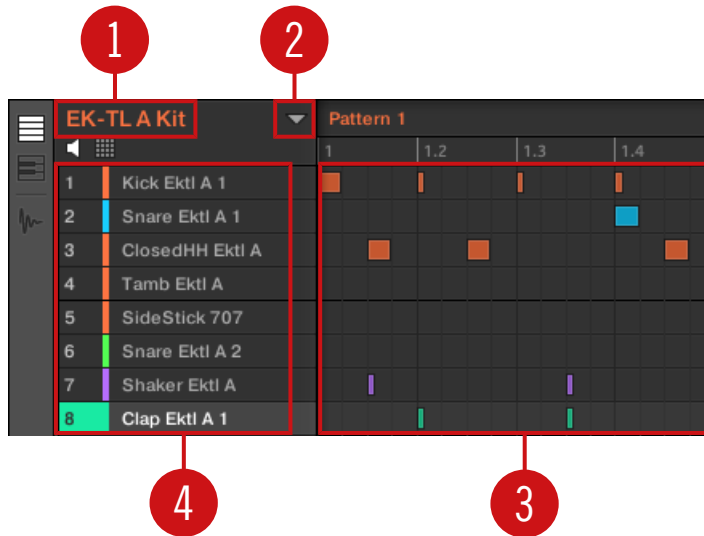 1 2
EK-TL A Kit Pattern 1
1 1.2 1.3 1.4
1 Kick Ektl A 1
2 Snare Ektl A 1
3 ClosedHH Ektl A
4 Tamb Ektl A
5 SideStick 707
6 Snare Ektl A 2
7 Shaker Ektl A
8 Clap Ektl A 1
4 3